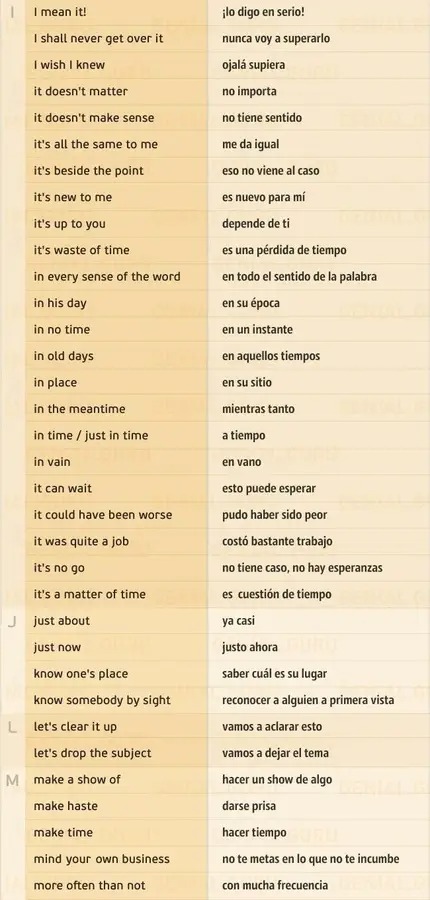 I I mean it! ¡lo digo en serio!
I shall never get over it nunca voy a superarlo
I wish I knew ojalá supiera
it doesn't matter no importa
it doesn't make sense no tiene sentido
it's all the same to me me da igual
it's beside the point eso no viene al caso
it's new to me es nuevo para mí
it's up to you depende de ti
it's waste of time es una pérdida de tiempo
in every sense of the word en todo el sentido de la palabra
in his day en su época
in no time en un instante
in old days en aquellos tiempos
in place en su sitio
in the meantime mientras tanto
in time / just in time a tiempo
in vain en vano
it can wait esto puede esperar
it could have been worse pudo haber sido peor
it was quite a job costó bastante trabajo
it's no go no tiene caso, no hay esperanzas
it's a matter of time es cuestión de tiempo
J just about ya casi
just now justo ahora
know one's place saber cuál es su lugar
know somebody by sight reconocer a alguien a primera vista
L let's clear it up vamos a aclarar esto
let's drop the subject vamos a dejar el tema
M make a show of hacer un show de algo
make haste darse prisa
make time hacer tiempo
mind your own business no te metas en lo que no te incumbe
more often than not con mucha frecuencia